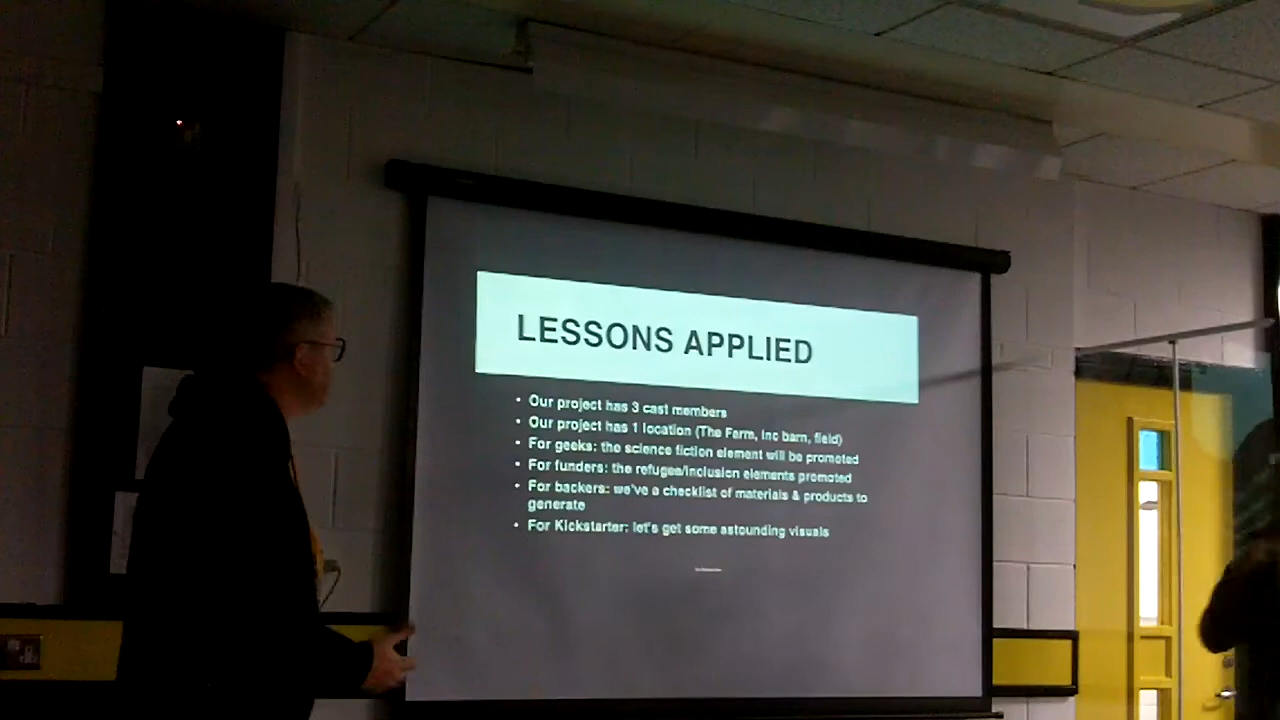 LESSONS APPLIED
• Our project has 3 cast members
• Our project has 1 location (The Farm, inc barn, field)
• For geeks: the science fiction element will be promoted
• For funders: the refugee/inclusion elements promoted
• For backers: we've a checklist of materials & products to
generate
• For Kickstarter: let's get some astounding visuals